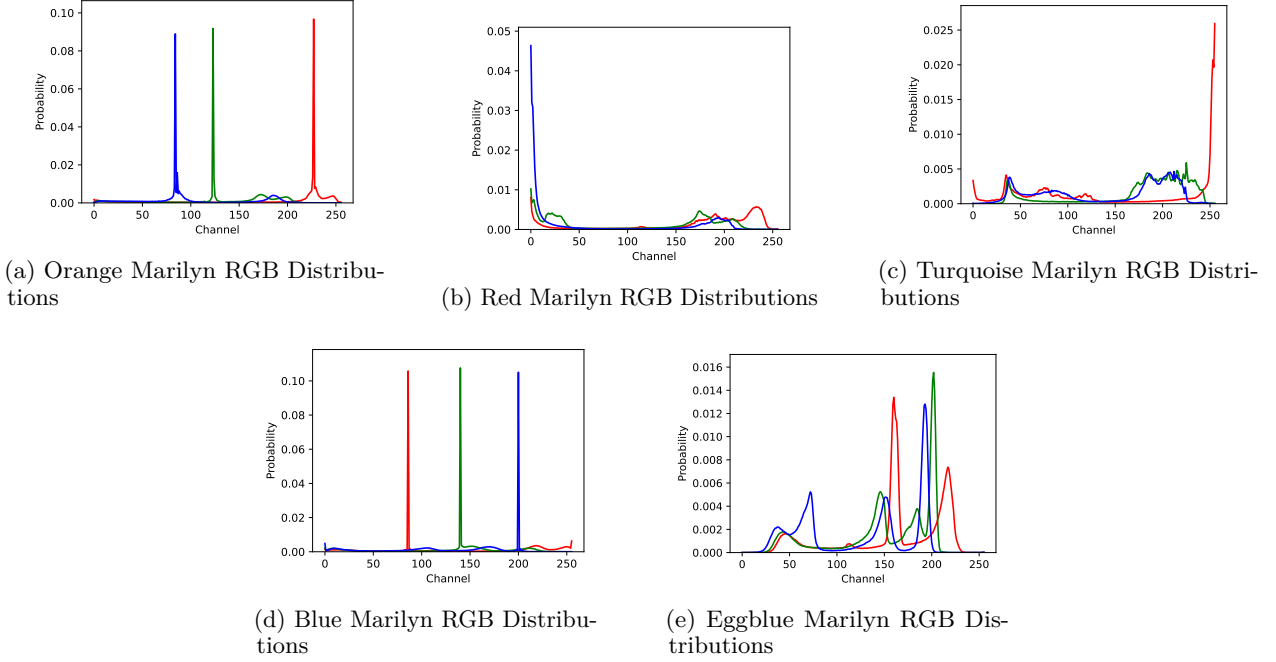 0.10
0.08
0.06
0.04
0.02
0.00
Probability
0 50 100 150 200 250
Channel
(a) Orange Marilyn RGB Distribu-
tions
0.05
0.04
0.03
0.02
0.01
0.00
Probability
0 50 100 150 200 250
Channel
(b) Red Marilyn RGB Distributions
0.025
0.020
0.015
0.010
0.005
0.000
Probability
0 50 100 150 200 250
Channel
(c) Turquoise Marilyn RGB Distri-
butions
0.10
0.08
0.06
0.04
0.02
0.00
Probability
0 50 100 150 200 250
Channel
(d) Blue Marilyn RGB Distribu-
tions
0.016
0.014
0.012
0.010
0.008
0.006
0.004
0.002
0.000
Probability
0 50 100 150 200 250
Channel
(e) Eggblue Marilyn RGB Dis-
tributions